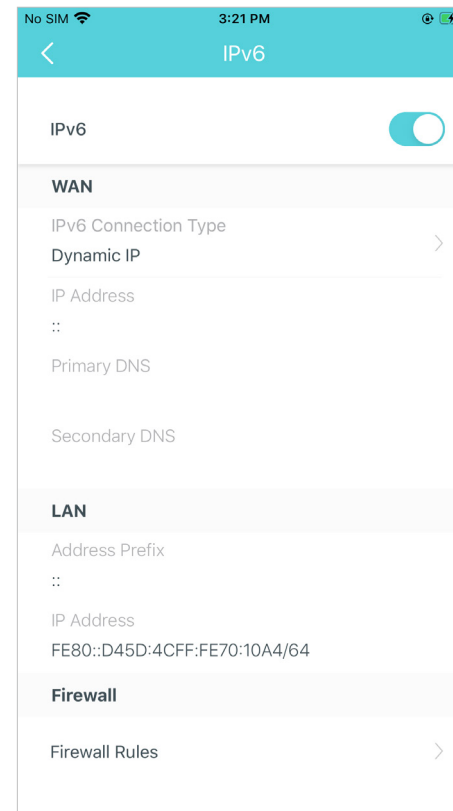 No SIM 3:21 PM
IPv6
IPv6
WAN
IPv6 Connection Type
Dynamic IP
IP Address
::
Primary DNS
Secondary DNS
LAN
Address Prefix
::
IP Address
FE80::D45D:4CFF:FE70:10A4/64
Firewall
Firewall Rules